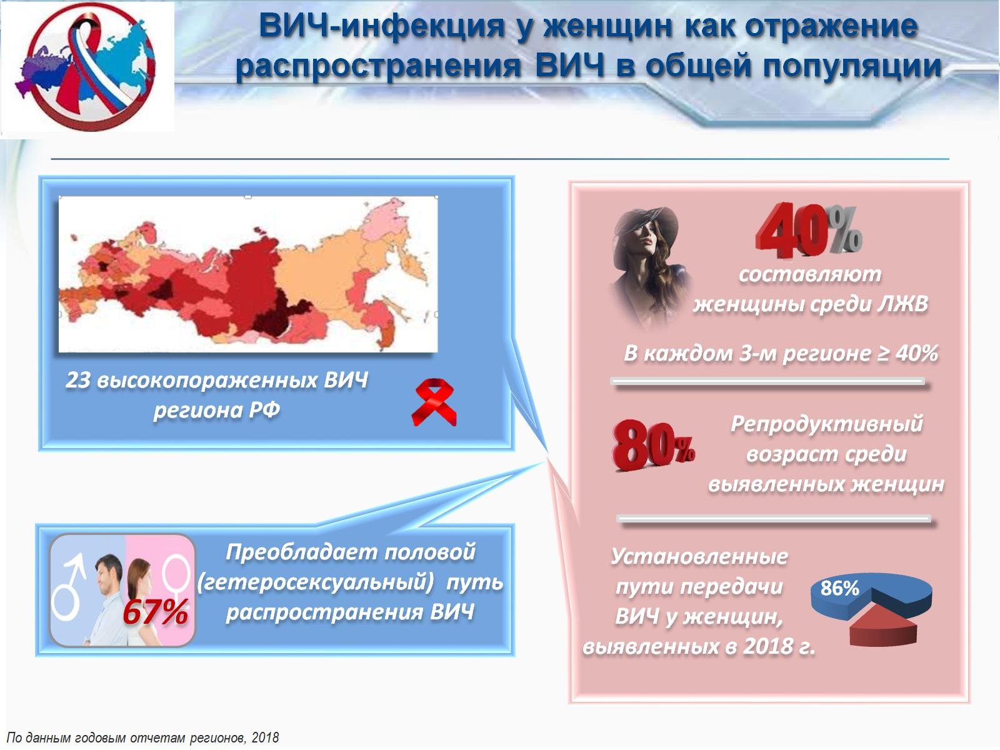 ВИЧ-инфекция у женщин как отражение
распространения ВИЧ в общей популяции
23 высокопораженных ВИЧ
региона РФ
Преобладает половой
(гетеросексуальный) путь
распространения ВИЧ
67%
40%
составляют
женщины среди ЛЖВ
В каждом 3-м регионе ≥ 40%
80%
Репродуктивный
возраст среди
выявленных женщин
Установленные
пути передачи
ВИЧ у женщин,
выявленных в 2018 г.
86%
По данным годовым отчетам регионов, 2018